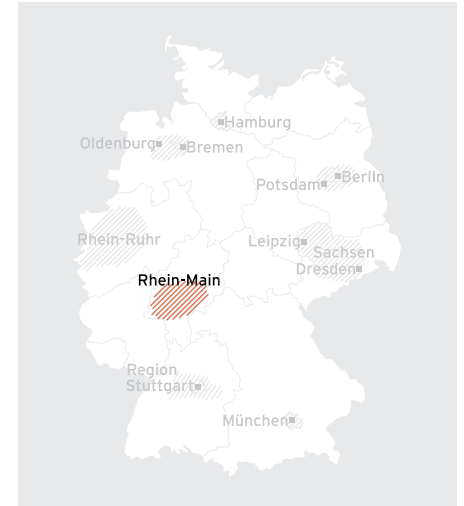 Hamburg
Oldenburg
Bremen
Berlin
Potsdam
Rhein-Ruhr
Leipzig
Sachsen
Dresden
Rhein-Main
Region
Stuttgart
München